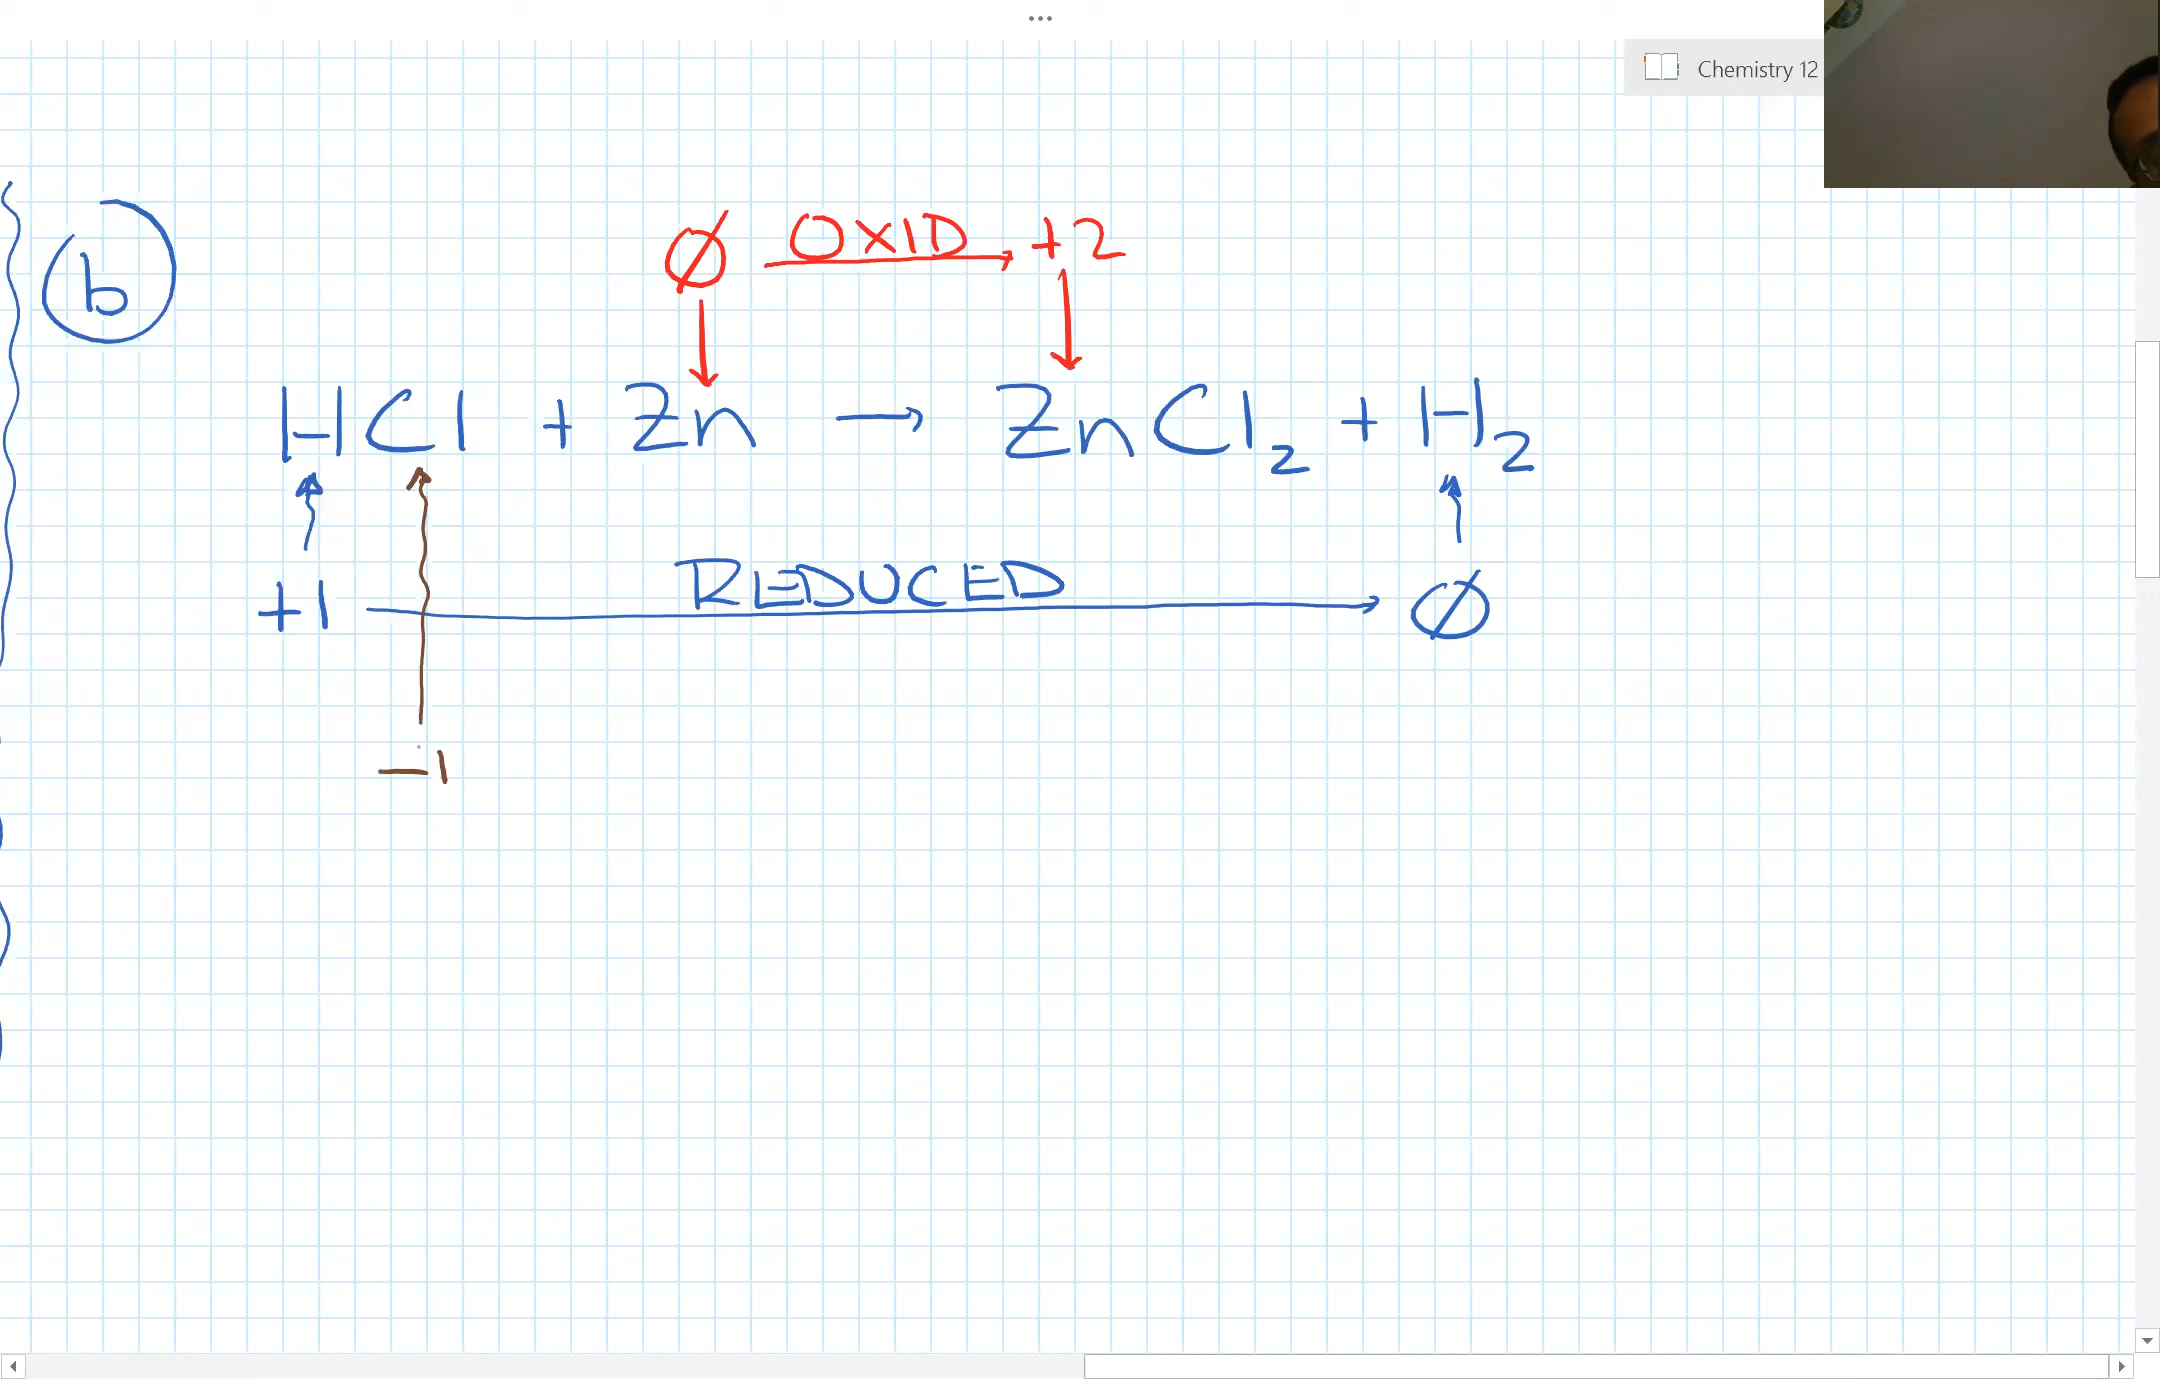 Chemistry 12
b
Ø OXID +2
HCl + Zn → ZnCl₂ + H₂
+1 REDUCED Ø
−1